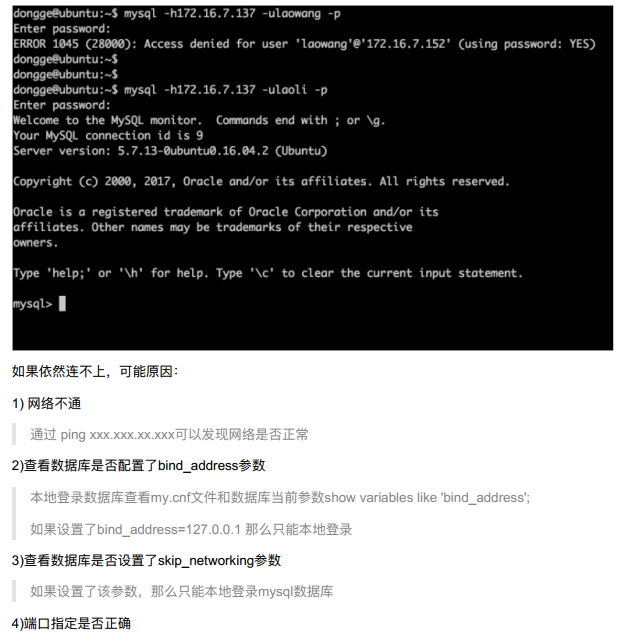 dongge@ubuntu:~$ mysql -h172.16.7.137 -ulaowang -p
Enter password:
ERROR 1045 (28000): Access denied for user 'laowang'@'172.16.7.152' (using password: YES)
dongge@ubuntu:~$
dongge@ubuntu:~$
dongge@ubuntu:~$ mysql -h172.16.7.137 -ulaoli -p
Enter password:
Welcome to the MySQL monitor.  Commands end with ; or \g.
Your MySQL connection id is 9
Server version: 5.7.13-0ubuntu0.16.04.2 (Ubuntu)
Copyright (c) 2000, 2017, Oracle and/or its affiliates. All rights reserved.
Oracle is a registered trademark of Oracle Corporation and/or its
affiliates. Other names may be trademarks of their respective
owners.
Type 'help;' or '\h' for help. Type '\c' to clear the current input statement.
mysql>
如果依然连不上，可能原因：
1) 网络不通
通过 ping xxx.xxx.xx.xxx可以发现网络是否正常
2)查看数据库是否配置了bind_address参数
本地登录数据库查看my.cnf文件和数据库当前参数show variables like 'bind_address';
如果设置了bind_address=127.0.0.1 那么只能本地登录
3)查看数据库是否设置了skip_networking参数
如果设置了该参数，那么只能本地登录mysql数据库
4)端口指定是否正确